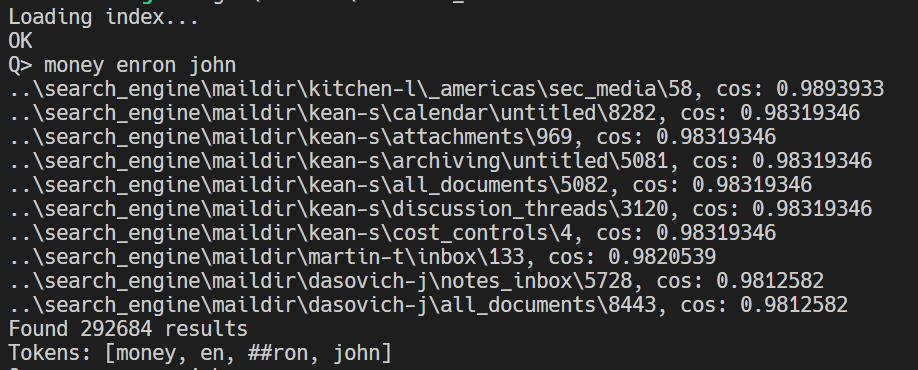 Loading index...
OK
Q> money enron john
..\search_engine\maildir\kitchen-l\_americas\sec_media\58, cos: 0.9893933
..\search_engine\maildir\kean-s\calendar\untitled\8282, cos: 0.98319346
..\search_engine\maildir\kean-s\attachments\969, cos: 0.98319346
..\search_engine\maildir\kean-s\archiving\untitled\5081, cos: 0.98319346
..\search_engine\maildir\kean-s\all_documents\5082, cos: 0.98319346
..\search_engine\maildir\kean-s\discussion_threads\3120, cos: 0.98319346
..\search_engine\maildir\kean-s\cost_controls\4, cos: 0.98319346
..\search_engine\maildir\martin-t\inbox\133, cos: 0.9820539
..\search_engine\maildir\dasovich-j\notes_inbox\5728, cos: 0.9812582
..\search_engine\maildir\dasovich-j\all_documents\8443, cos: 0.9812582
Found 292684 results
Tokens: [money, en, ##ron, john]